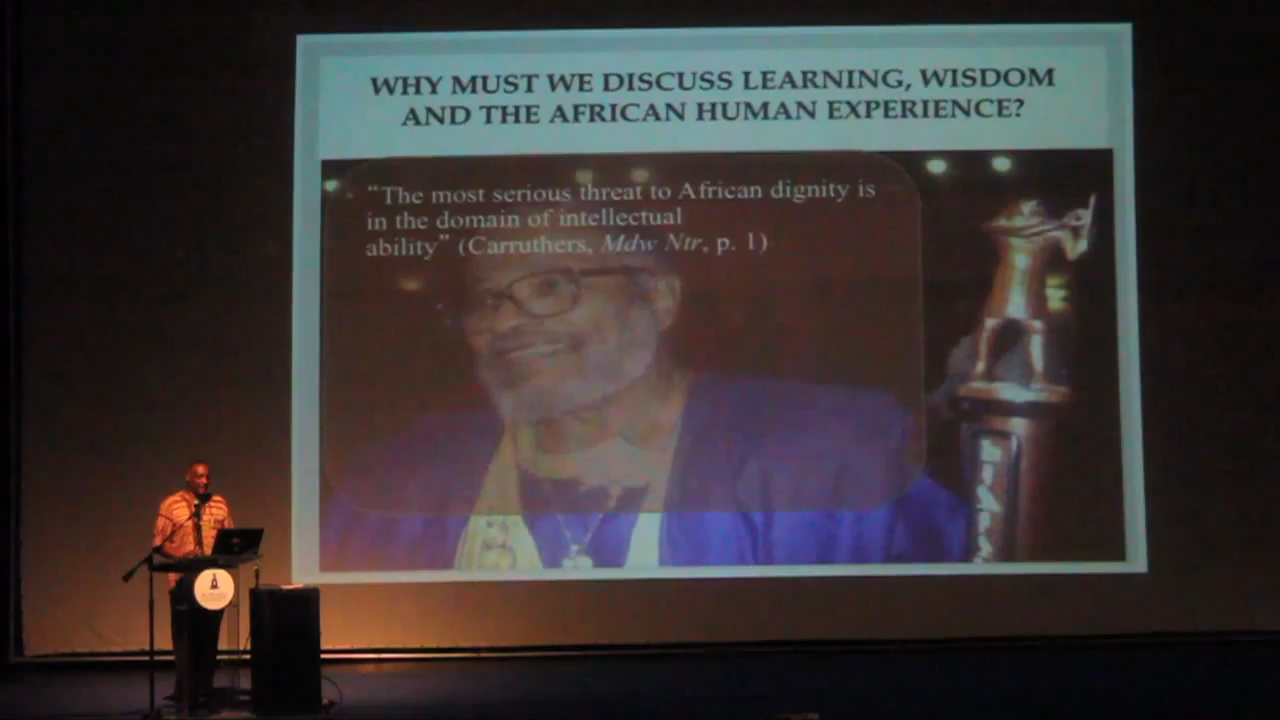 WHY MUST WE DISCUSS LEARNING, WISDOM
AND THE AFRICAN HUMAN EXPERIENCE?
“The most serious threat to African dignity is
in the domain of intellectual
ability” (Carruthers, Mdw Ntr, p. 1)